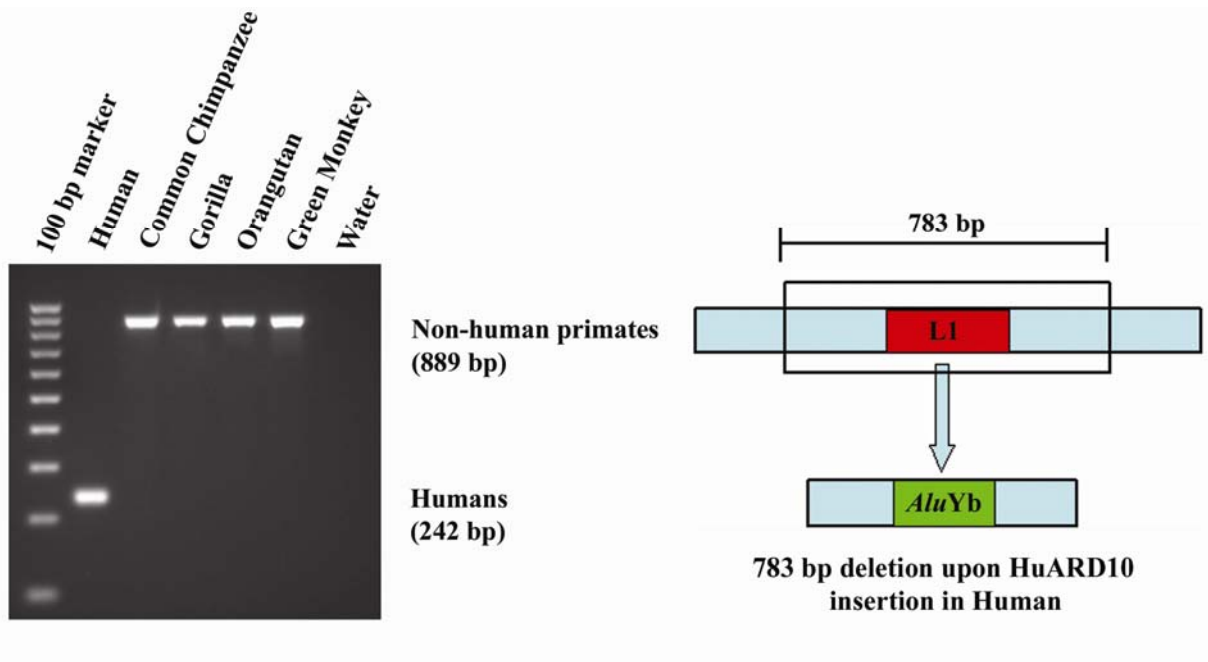 100 bp marker
Human
Common Chimpanzee
Gorilla
Orangutan
Green Monkey
Water
Non-human primates
(889 bp)
Humans
(242 bp)
783 bp
L1
AluYb
783 bp deletion upon HuARD10
insertion in Human